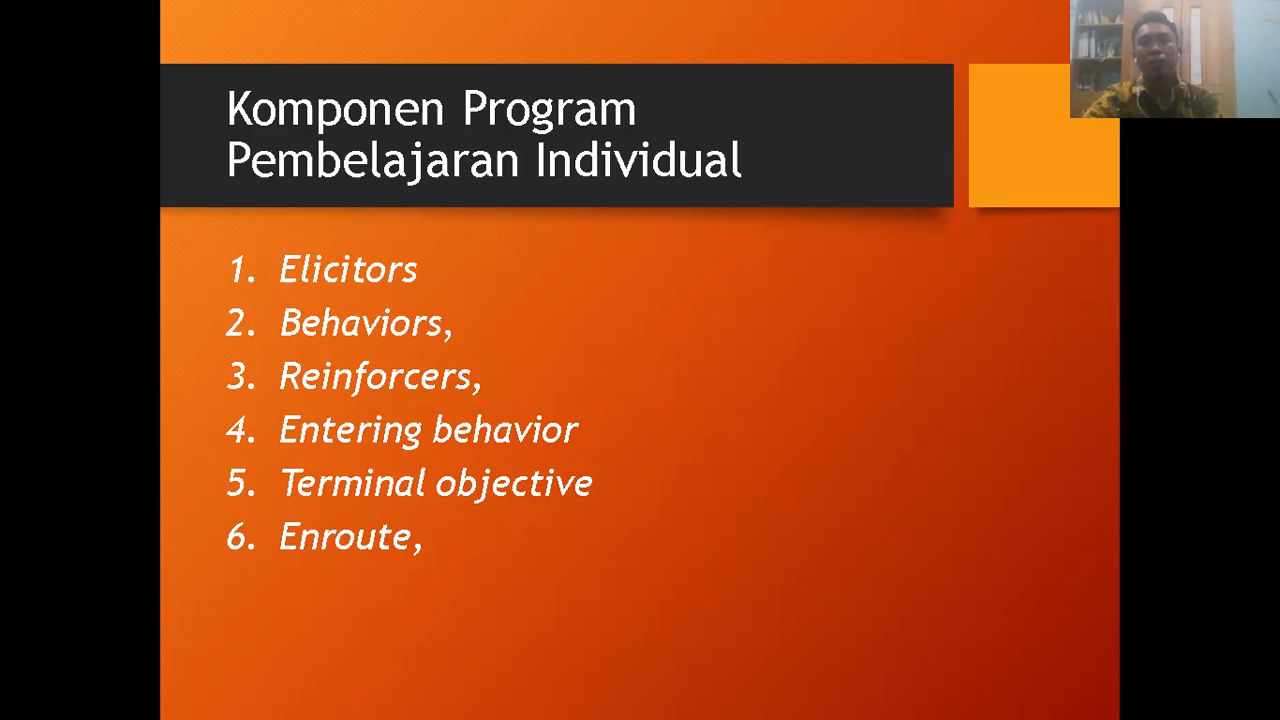 Komponen Program
Pembelajaran Individual
1. Elicitors
2. Behaviors,
3. Reinforcers,
4. Entering behavior
5. Terminal objective
6. Enroute,